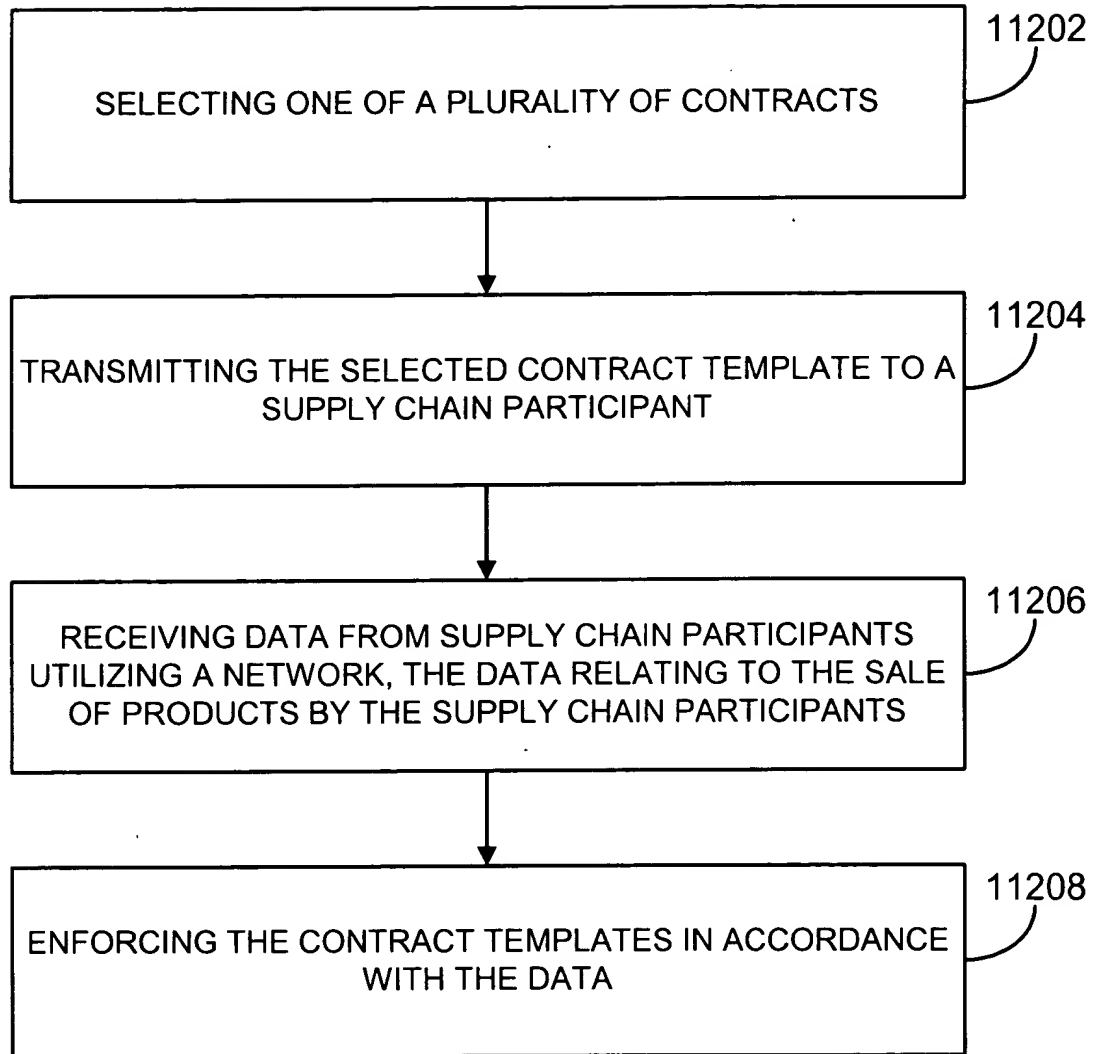 11202
SELECTING ONE OF A PLURALITY OF CONTRACTS
11204
TRANSMITTING THE SELECTED CONTRACT TEMPLATE TO A
SUPPLY CHAIN PARTICIPANT
11206
RECEIVING DATA FROM SUPPLY CHAIN PARTICIPANTS
UTILIZING A NETWORK, THE DATA RELATING TO THE SALE
OF PRODUCTS BY THE SUPPLY CHAIN PARTICIPANTS
11208
ENFORCING THE CONTRACT TEMPLATES IN ACCORDANCE
WITH THE DATA